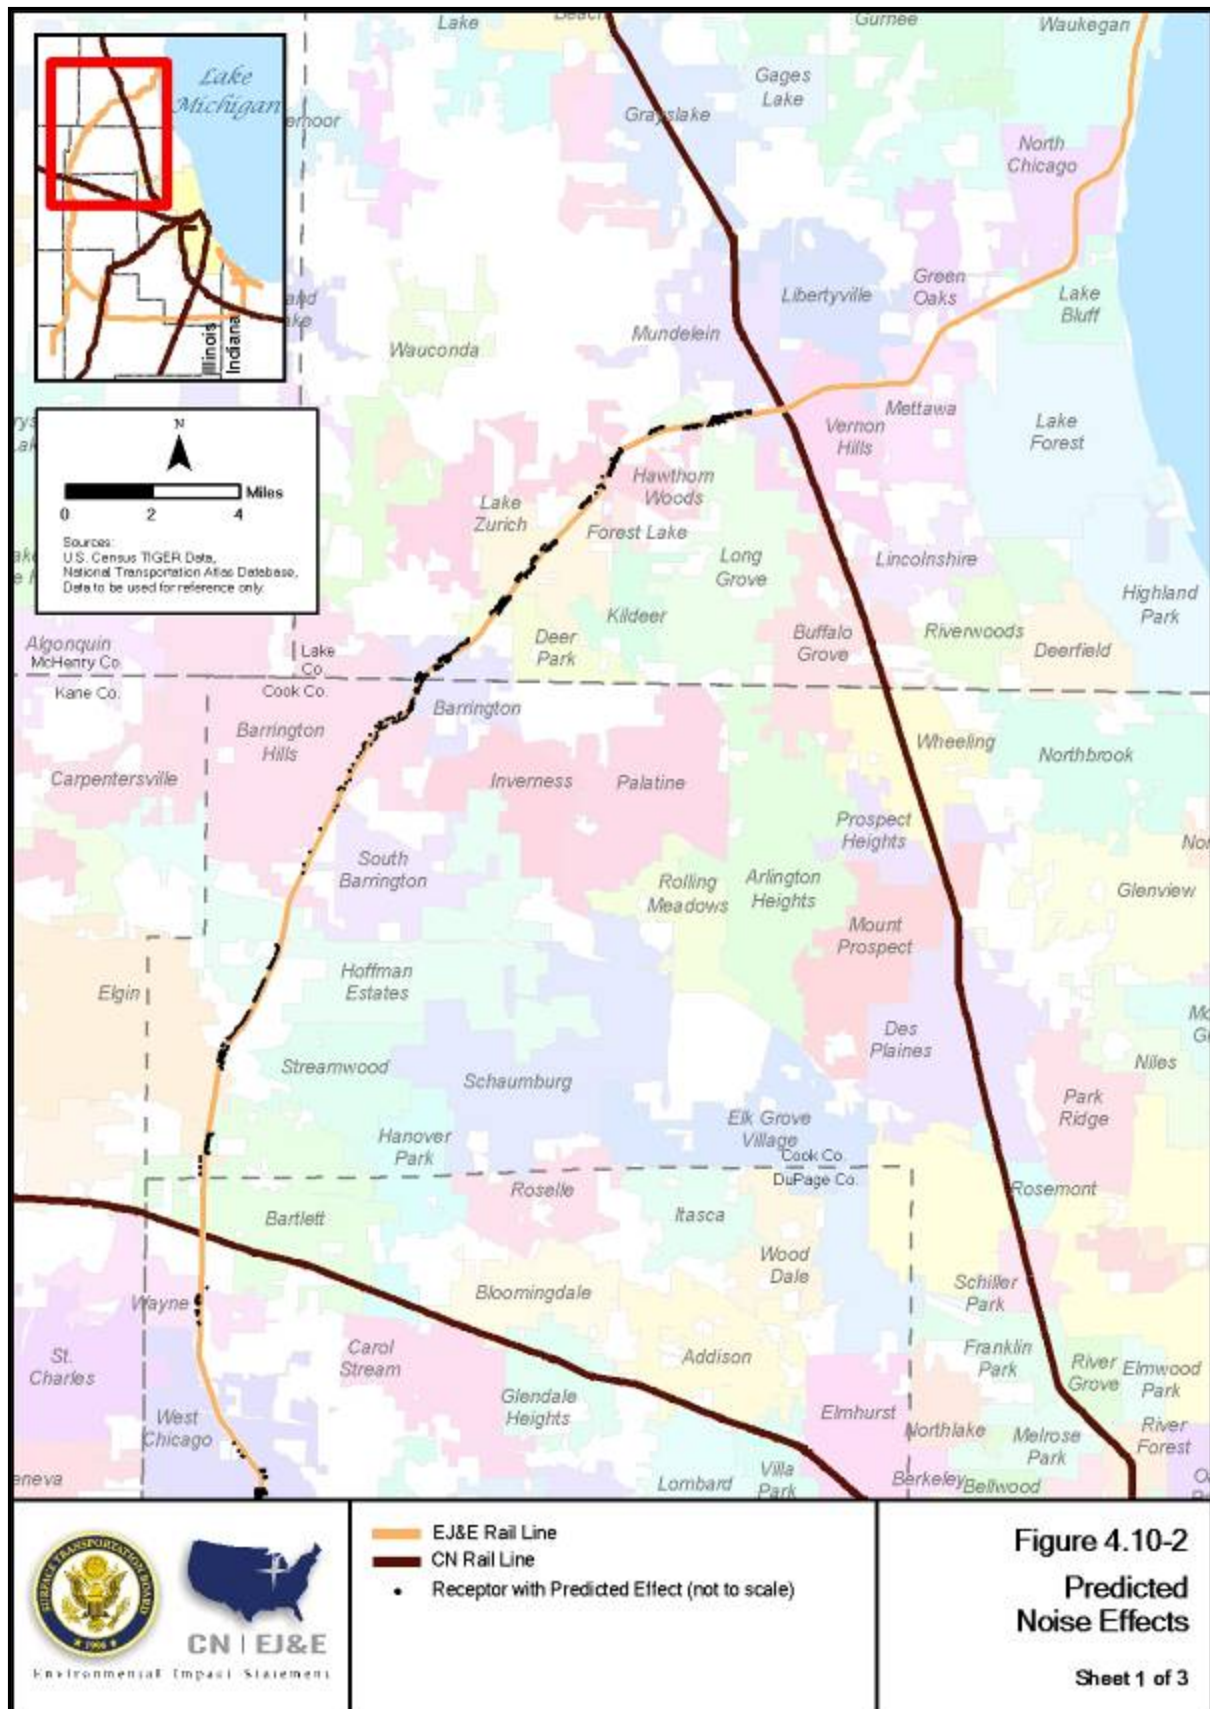 Lake
Gurnee
Waukegan
Lake
Michigan
Illinois
Indiana
Gages
Lake
Grayslake
North
Chicago
Green
Oaks
Libertyville
Lake
Bluff
Mundelein
Wauconda
Mettawa
Vernon
Hills
Lake
Forest
N
Miles
0 2 4
Sources:
U.S. Census TIGER Data,
National Transportation Atlas Database,
Data to be used for reference only.
Hawthorn
Woods
Lake
Zurich
Forest Lake
Long
Grove
Lincolnshire
Highland
Park
Kildeer
Deer
Park
Buffalo
Grove
Riverwoods
Deerfield
Algonquin
McHenry Co.
Lake
Co.
Kane Co.
Cook Co.
Barrington
Barrington
Hills
Wheeling
Northbrook
Carpentersville
Inverness
Palatine
Prospect
Heights
South
Barrington
Rolling
Meadows
Arlington
Heights
Glenview
Mount
Prospect
Elgin
Hoffman
Estates
Des
Plaines
Niles
Streamwood
Schaumburg
Park
Ridge
Hanover
Park
Elk Grove
Village
Cook Co.
DuPage Co.
Roselle
Rosemont
Bartlett
Itasca
Wood
Dale
Wayne
Bloomingdale
Schiller
Park
St.
Charles
Carol
Stream
Addison
Franklin
Park
River
Grove
Elmwood
Park
West
Chicago
Glendale
Heights
Elmhurst
Northlake
Melrose
Park
River
Forest
Lombard
Villa
Park
Berkeley
Bellwood
SURFACE TRANSPORTATION BOARD
1996
CN | EJ&E
Environmental Impact Statement
EJ&E Rail Line
CN Rail Line
Receptor with Predicted Effect (not to scale)
Figure 4.10-2
Predicted
Noise Effects
Sheet 1 of 3